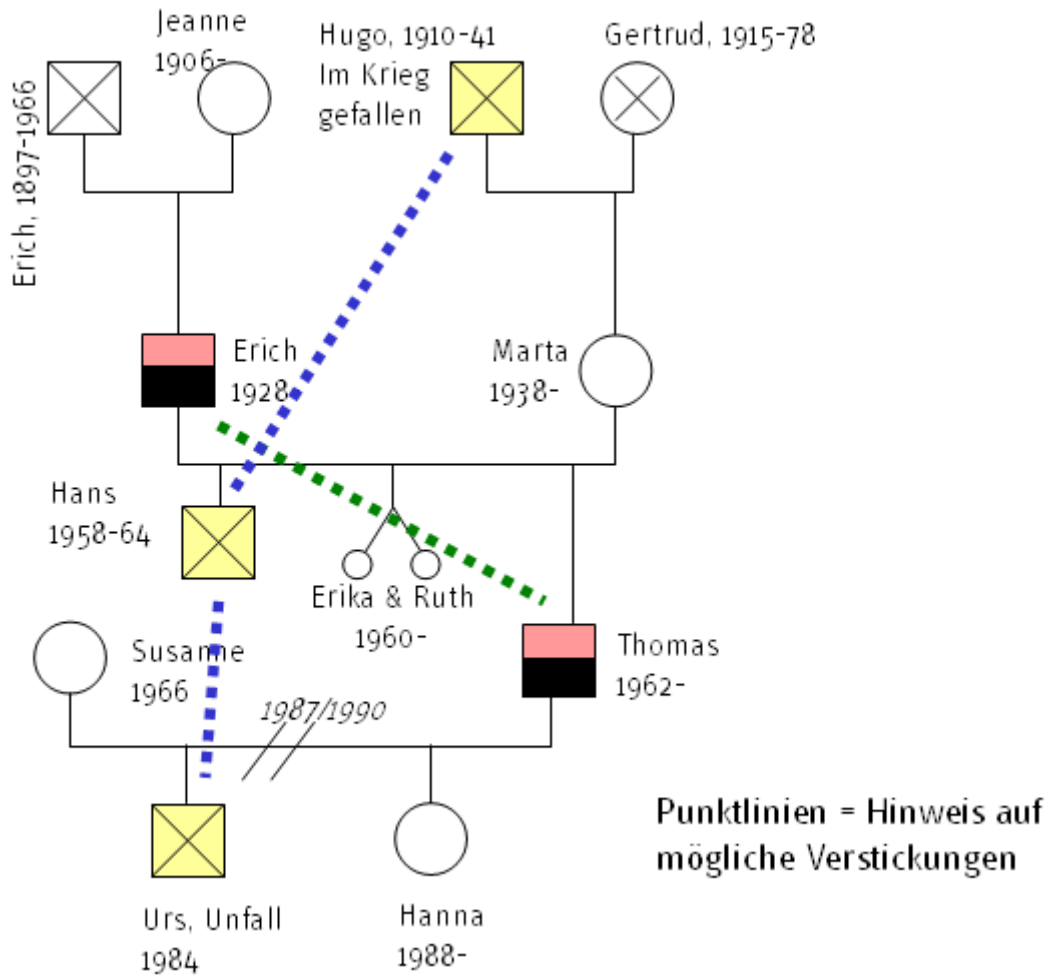 Jeanne
1906-
Hugo, 1910-41
Im Krieg
gefallen
Gertrud, 1915-78
Erich, 1897-1966
Erich
1928
Marta
1938-
Hans
1958-64
Erika & Ruth
1960-
Susanne
1966
Thomas
1962-
1987/1990
Punktlinien = Hinweis auf
mögliche Verstickungen
Urs, Unfall
1984
Hanna
1988-